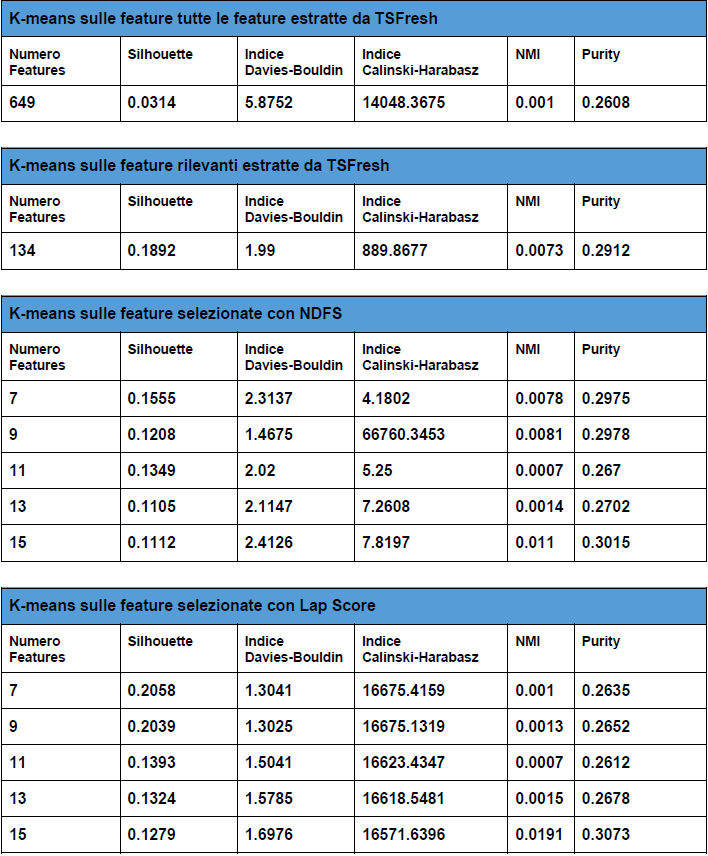 K-means sulle feature tutte le feature estratte da TSFresh
Numero Features Silhouette Indice Davies-Bouldin Indice Calinski-Harabasz NMI Purity
649 0.0314 5.8752 14048.3675 0.001 0.2608
K-means sulle feature rilevanti estratte da TSFresh
Numero Features Silhouette Indice Davies-Bouldin Indice Calinski-Harabasz NMI Purity
134 0.1892 1.99 889.8677 0.0073 0.2912
K-means sulle feature selezionate con NDFS
Numero Features Silhouette Indice Davies-Bouldin Indice Calinski-Harabasz NMI Purity
7 0.1555 2.3137 4.1802 0.0078 0.2975
9 0.1208 1.4675 66760.3453 0.0081 0.2978
11 0.1349 2.02 5.25 0.0007 0.267
13 0.1105 2.1147 7.2608 0.0014 0.2702
15 0.1112 2.4126 7.8197 0.011 0.3015
K-means sulle feature selezionate con Lap Score
Numero Features Silhouette Indice Davies-Bouldin Indice Calinski-Harabasz NMI Purity
7 0.2058 1.3041 16675.4159 0.001 0.2635
9 0.2039 1.3025 16675.1319 0.0013 0.2652
11 0.1393 1.5041 16623.4347 0.0007 0.2612
13 0.1324 1.5785 16618.5481 0.0015 0.2678
15 0.1279 1.6976 16571.6396 0.0191 0.3073